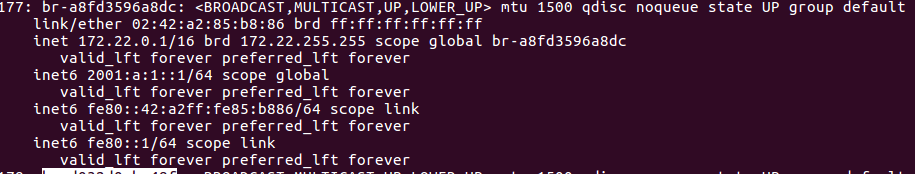 177: br-a8fd3596a8dc: <BROADCAST,MULTICAST,UP,LOWER_UP> mtu 1500 qdisc noqueue state UP group default
link/ether 02:42:a2:85:b8:86 brd ff:ff:ff:ff:ff:ff
inet 172.22.0.1/16 brd 172.22.255.255 scope global br-a8fd3596a8dc
valid_lft forever preferred_lft forever
inet6 2001:a:1::1/64 scope global
valid_lft forever preferred_lft forever
inet6 fe80::42:a2ff:fe85:b886/64 scope link
valid_lft forever preferred_lft forever
inet6 fe80::1/64 scope link
valid_lft forever preferred_lft forever